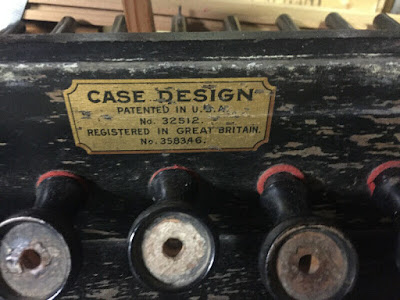 CASE DESIGN
PATENTED IN U.S.A.
No. 32512.
REGISTERED IN GREAT BRITAIN.
No. 358346.